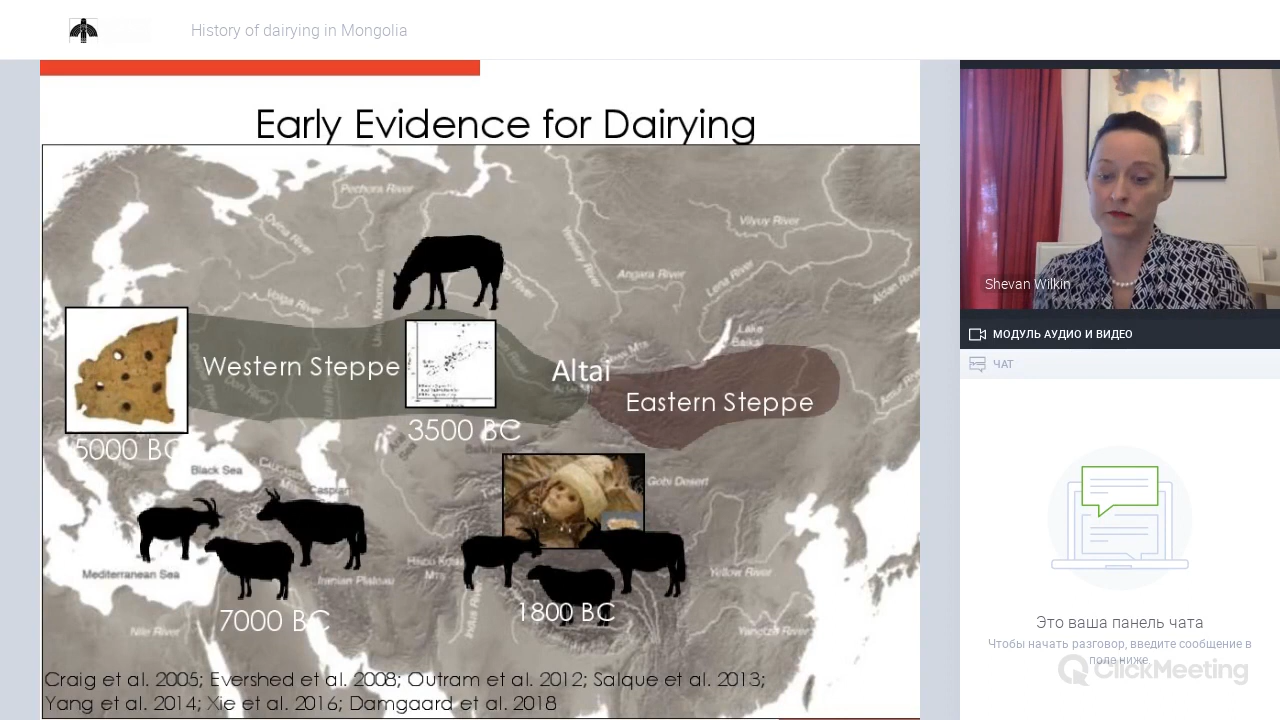 History of dairying in Mongolia
Early Evidence for Dairying
Pechora River
Dvina River
Vilyuy River
Angara River
Lena River
Volga River
Western Steppe
Altai
Lake
Eastern Steppe
5000 BC
3500 BC
Black Sea
Gobi Desert
Mediterranean Sea
Iranian Plateau
Yellow River
7000 BC
1800 BC
Nile River
Yangtze River
Craig et al. 2005; Evershed et al. 2008; Outram et al. 2012; Salque et al. 2013;
Yang et al. 2014; Xie et al. 2016; Damgaard et al. 2018
Shevan Wilkin
МОДУЛЬ АУДИО И ВИДЕО
ЧАТ
Это ваша панель чата
Чтобы начать разговор, введите сообщение в
поле ниже
ClickMeeting